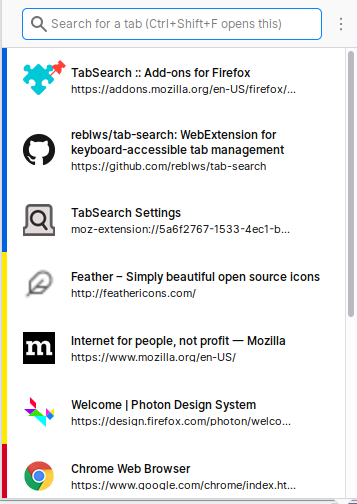 Search for a tab (Ctrl+Shift+F opens this)
TabSearch :: Add-ons for Firefox
https://addons.mozilla.org/en-US/firefox/...
reblws/tab-search: WebExtension for
keyboard-accessible tab management
https://github.com/reblws/tab-search
TabSearch Settings
moz-extension://5a6f2767-1533-4ec1-b...
Feather – Simply beautiful open source icons
http://feathericons.com/
m
Internet for people, not profit — Mozilla
https://www.mozilla.org/en-US/
Welcome | Photon Design System
https://design.firefox.com/photon/welco...
Chrome Web Browser
https://www.google.com/chrome/index.ht...